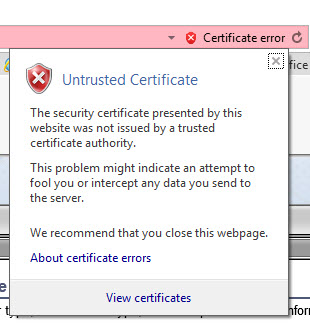 Certificate error
ffice
Untrusted Certificate
The security certificate presented by this
website was not issued by a trusted
certificate authority.
This problem might indicate an attempt to
fool you or intercept any data you send to
the server.
We recommend that you close this webpage.
About certificate errors
View certificates